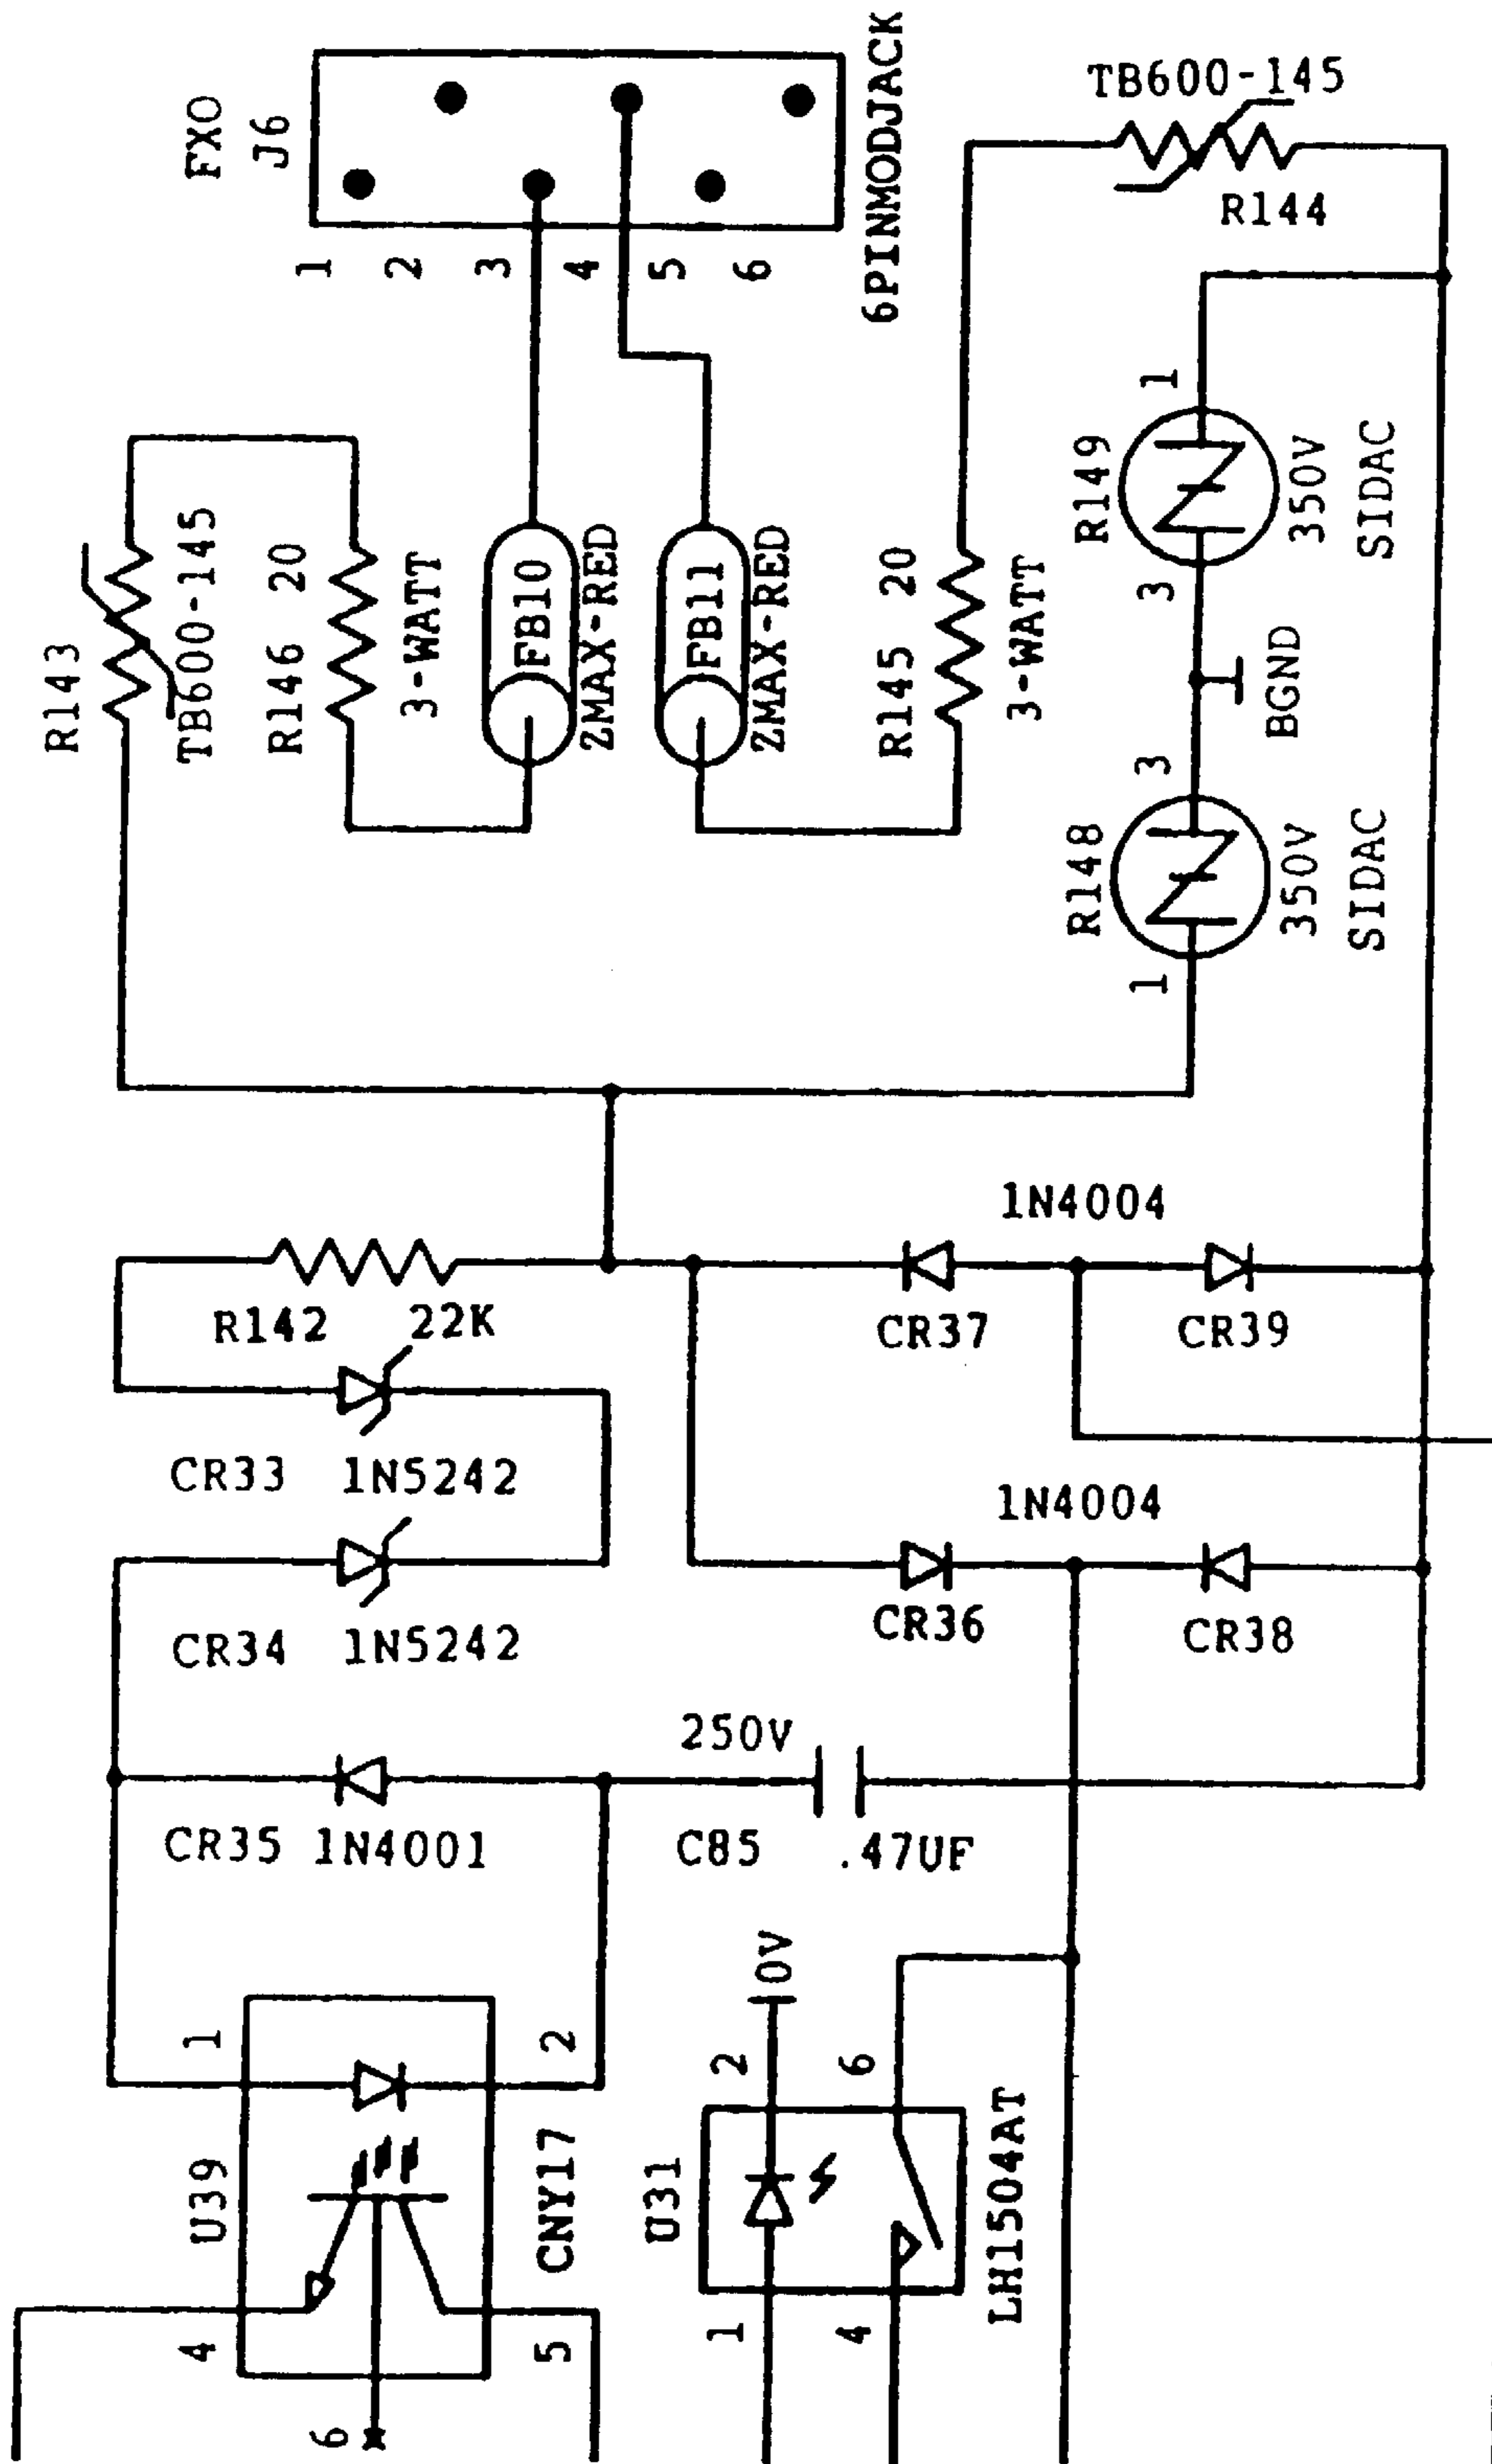 FXO
J6
1
2
3
4
5
6
6PINMODJACK
TB600-145
R144
R143
TB600-145
R146 20
3-WATT
FB10
ZMAX-RED
FB11
ZMAX-RED
R145 20
3-WATT
1
R149
350V
SIDAC
3
BGND
3
R148
350V
SIDAC
1
R142 22K
1N4004
CR37
CR39
CR33 1N5242
1N4004
CR34 1N5242
CR36
CR38
250V
CR35 1N4001
C85 .47UF
0V
1
2
2
6
U39
CNY17
U31
LH1504AT
4
5
1
4
6